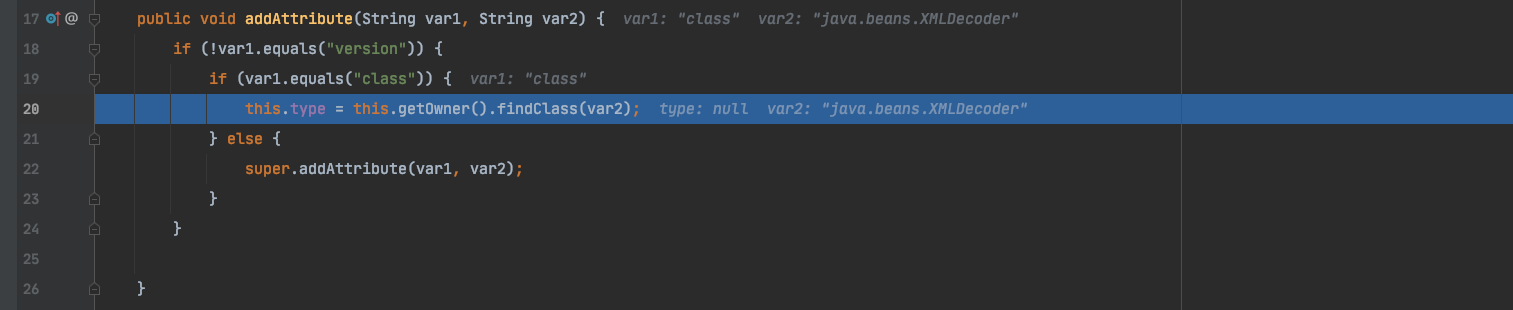 17 @ public void addAttribute(String var1, String var2) { var1: "class" var2: "java.beans.XMLDecoder"
18 if (!var1.equals("version")) {
19 if (var1.equals("class")) { var1: "class"
20 this.type = this.getOwner().findClass(var2); type: null var2: "java.beans.XMLDecoder"
21 } else {
22 super.addAttribute(var1, var2);
23 }
24 }
25
26 }